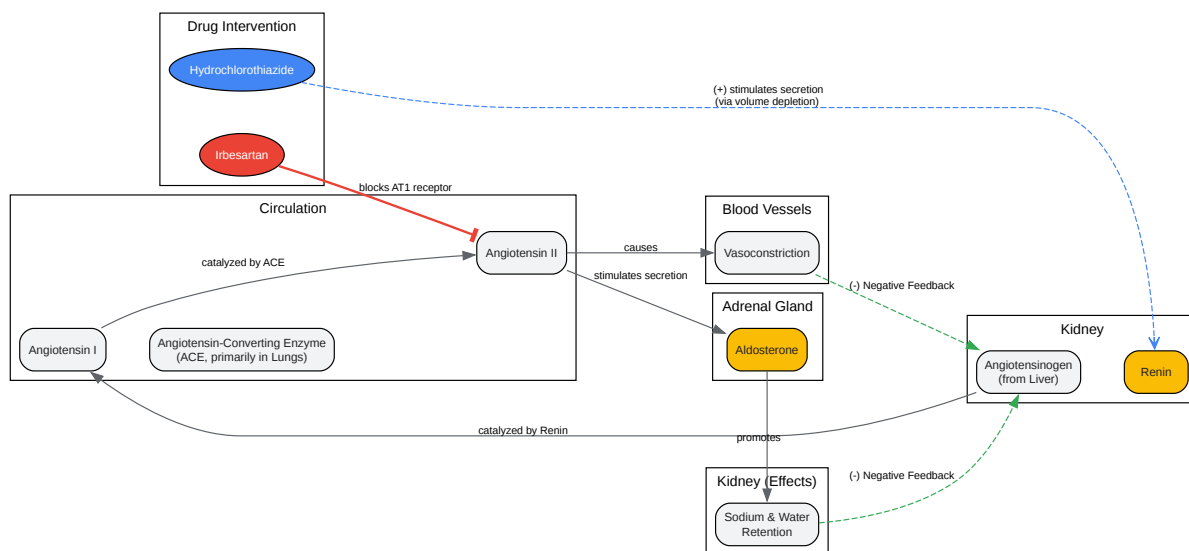 Drug Intervention
Hydrochlorothiazide
(+) stimulates secretion
(via volume depletion)
Irbesartan
blocks AT1 receptor
Circulation
Blood Vessels
Angiotensin II
causes
Vasoconstriction
catalyzed by ACE
stimulates secretion
(-) Negative Feedback
Adrenal Gland
Kidney
Angiotensin I
Angiotensin-Converting Enzyme
(ACE, primarily in Lungs)
Aldosterone
Angiotensinogen
(from Liver)
Renin
catalyzed by Renin
promotes
Kidney (Effects)
(-) Negative Feedback
Sodium & Water
Retention